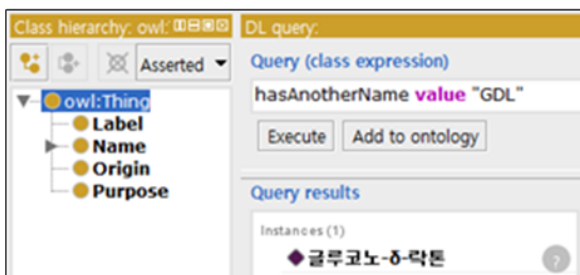 Class hierarchy: owl:
Asserted
owl:Thing
Label
Name
Origin
Purpose
DL query:
Query (class expression)
hasAnotherName value "GDL"
Execute
Add to ontology
Query results
Instances (1)
글루코노-δ-락톤
?